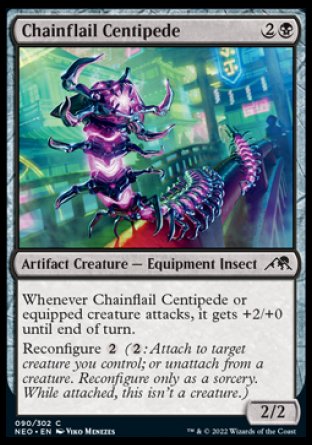 Chainflail Centipede 2
Artifact Creature — Equipment Insect
Whenever Chainflail Centipede or
equipped creature attacks, it gets +2/+0
until end of turn.
Reconfigure 2 (2: Attach to target
creature you control; or unattach from a
creature. Reconfigure only as a sorcery.
While attached, this isn't a creature.)
2/2
090/302 C
NEO • EN Viko Menezes
™ & © 2022 Wizards of the Coast